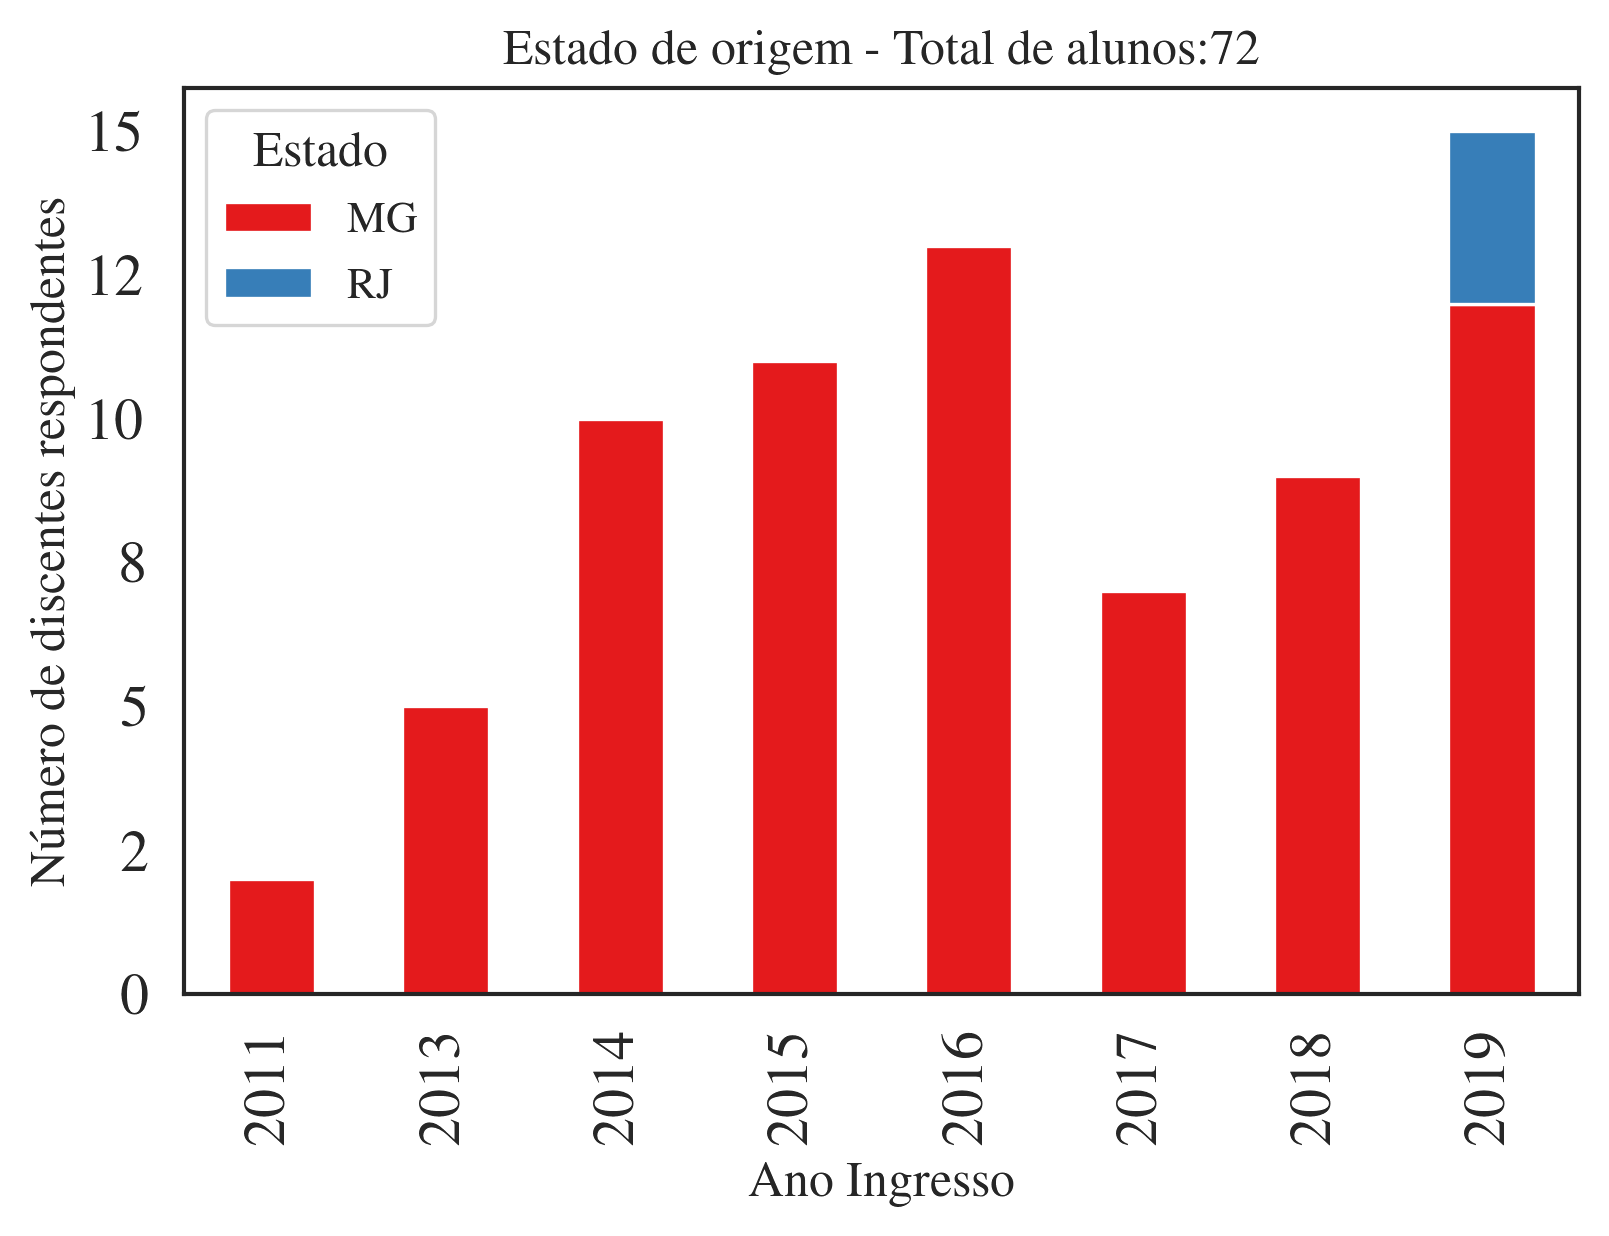 Estado de origem - Total de alunos:72
Estado
MG
RJ
Número de discentes respondentes
15
12
10
8
5
2
0
2011
2013
2014
2015
2016
2017
2018
2019
Ano Ingresso